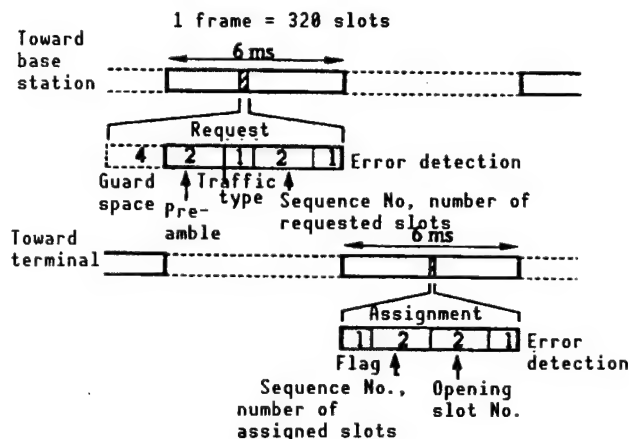 1 frame = 320 slots
Toward
base
station
6 ms
Request
4 2 1 2 1
Error detection
Guard
space
Pre-
amble
Traffic
type
Sequence No, number of
requested slots
Toward
terminal
6 ms
Assignment
1 2 2 1
Error
detection
Flag
Sequence No.,
number of
assigned slots
Opening
slot No.